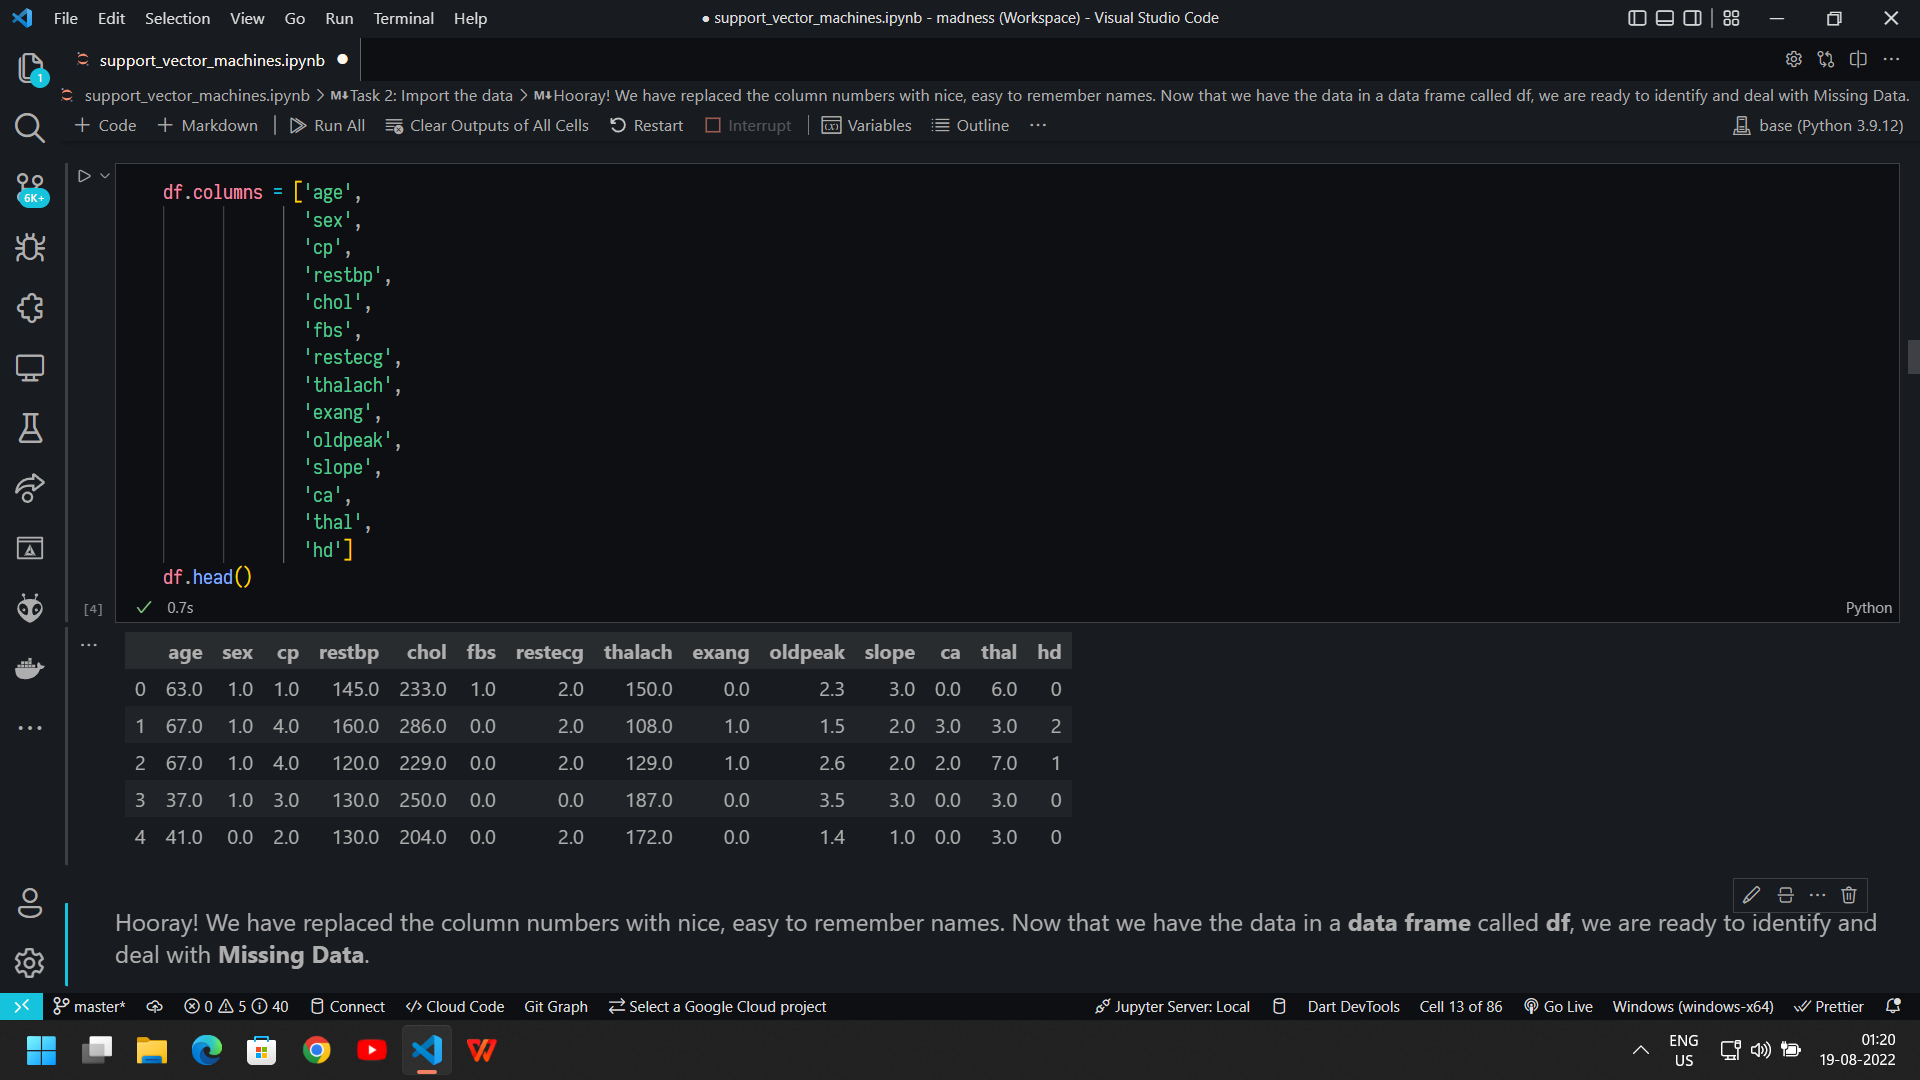 File Edit Selection View Go Run Terminal Help
● support_vector_machines.ipynb - madness (Workspace) - Visual Studio Code
1
support_vector_machines.ipynb ●
support_vector_machines.ipynb > M↓Task 2: Import the data > M↓Hooray! We have replaced the column numbers with nice, easy to remember names. Now that we have the data in a data frame called df, we are ready to identify and deal with Missing Data.
+ Code + Markdown | Run All Clear Outputs of All Cells Restart Interrupt | Variables Outline ···
base (Python 3.9.12)
6K+
df.columns = ['age',
'sex',
'cp',
'restbp',
'chol',
'fbs',
'restecg',
'thalach',
'exang',
'oldpeak',
'slope',
'ca',
'thal',
'hd']
df.head()
[4] ✓ 0.7s
Python
age sex cp restbp chol fbs restecg thalach exang oldpeak slope ca thal hd
0 63.0 1.0 1.0 145.0 233.0 1.0 2.0 150.0 0.0 2.3 3.0 0.0 6.0 0
1 67.0 1.0 4.0 160.0 286.0 0.0 2.0 108.0 1.0 1.5 2.0 3.0 3.0 2
2 67.0 1.0 4.0 120.0 229.0 0.0 2.0 129.0 1.0 2.6 2.0 2.0 7.0 1
3 37.0 1.0 3.0 130.0 250.0 0.0 0.0 187.0 0.0 3.5 3.0 0.0 3.0 0
4 41.0 0.0 2.0 130.0 204.0 0.0 2.0 172.0 0.0 1.4 1.0 0.0 3.0 0
Hooray! We have replaced the column numbers with nice, easy to remember names. Now that we have the data in a data frame called df, we are ready to identify and
deal with Missing Data.
master* 0 5 40 Connect Cloud Code Git Graph Select a Google Cloud project
Jupyter Server: Local Dart DevTools Cell 13 of 86 Go Live Windows (windows-x64) Prettier
ENG
US
01:20
19-08-2022